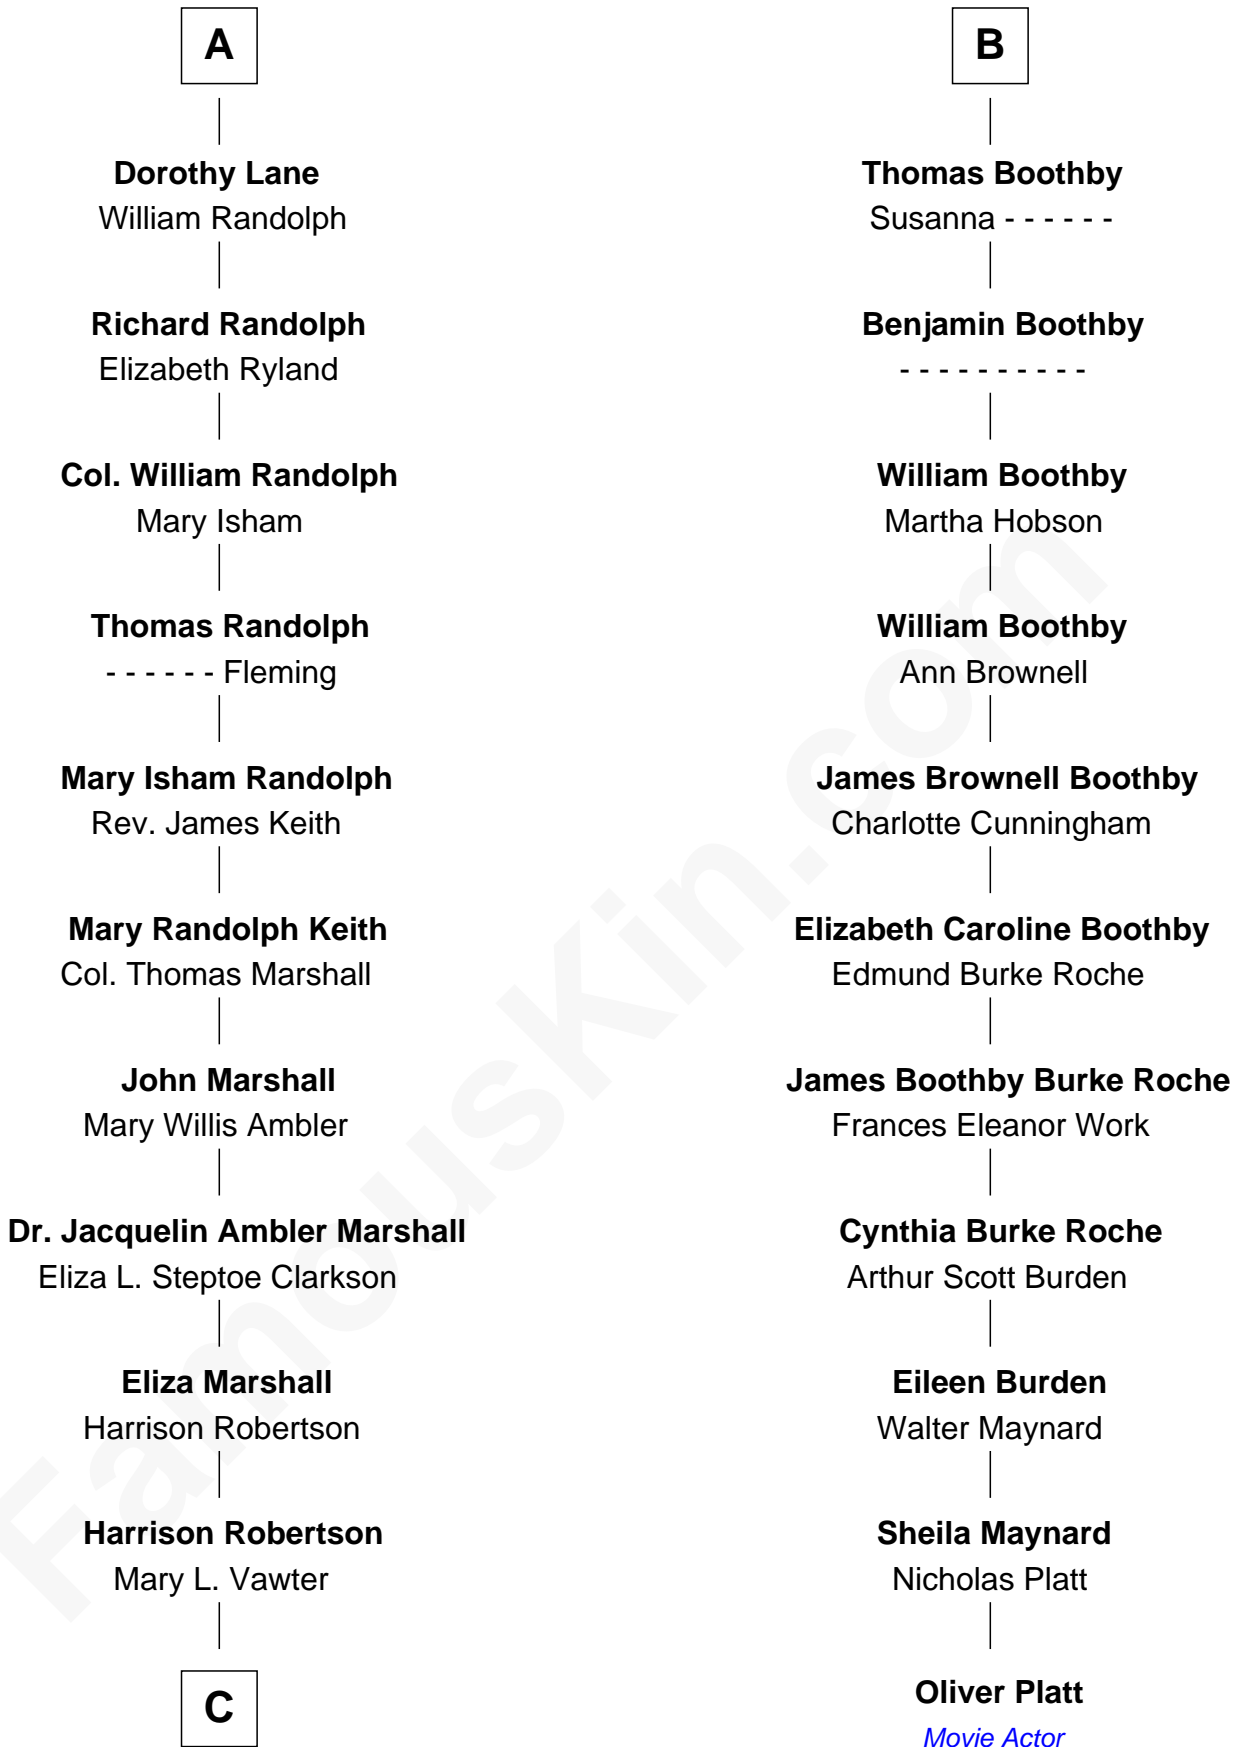 A
Dorothy Lane
William Randolph
Richard Randolph
Elizabeth Ryland
Col. William Randolph
Mary Isham
Thomas Randolph
- - - - - - Fleming
Mary Isham Randolph
Rev. James Keith
Mary Randolph Keith
Col. Thomas Marshall
John Marshall
Mary Willis Ambler
Dr. Jacquelin Ambler Marshall
Eliza L. Steptoe Clarkson
Eliza Marshall
Harrison Robertson
Harrison Robertson
Mary L. Vawter
C
B
Thomas Boothby
Susanna - - - - - -
Benjamin Boothby
- - - - - - - - - -
William Boothby
Martha Hobson
William Boothby
Ann Brownell
James Brownell Boothby
Charlotte Cunningham
Elizabeth Caroline Boothby
Edmund Burke Roche
James Boothby Burke Roche
Frances Eleanor Work
Cynthia Burke Roche
Arthur Scott Burden
Eileen Burden
Walter Maynard
Sheila Maynard
Nicholas Platt
Oliver Platt
Movie Actor
FamousKin.com